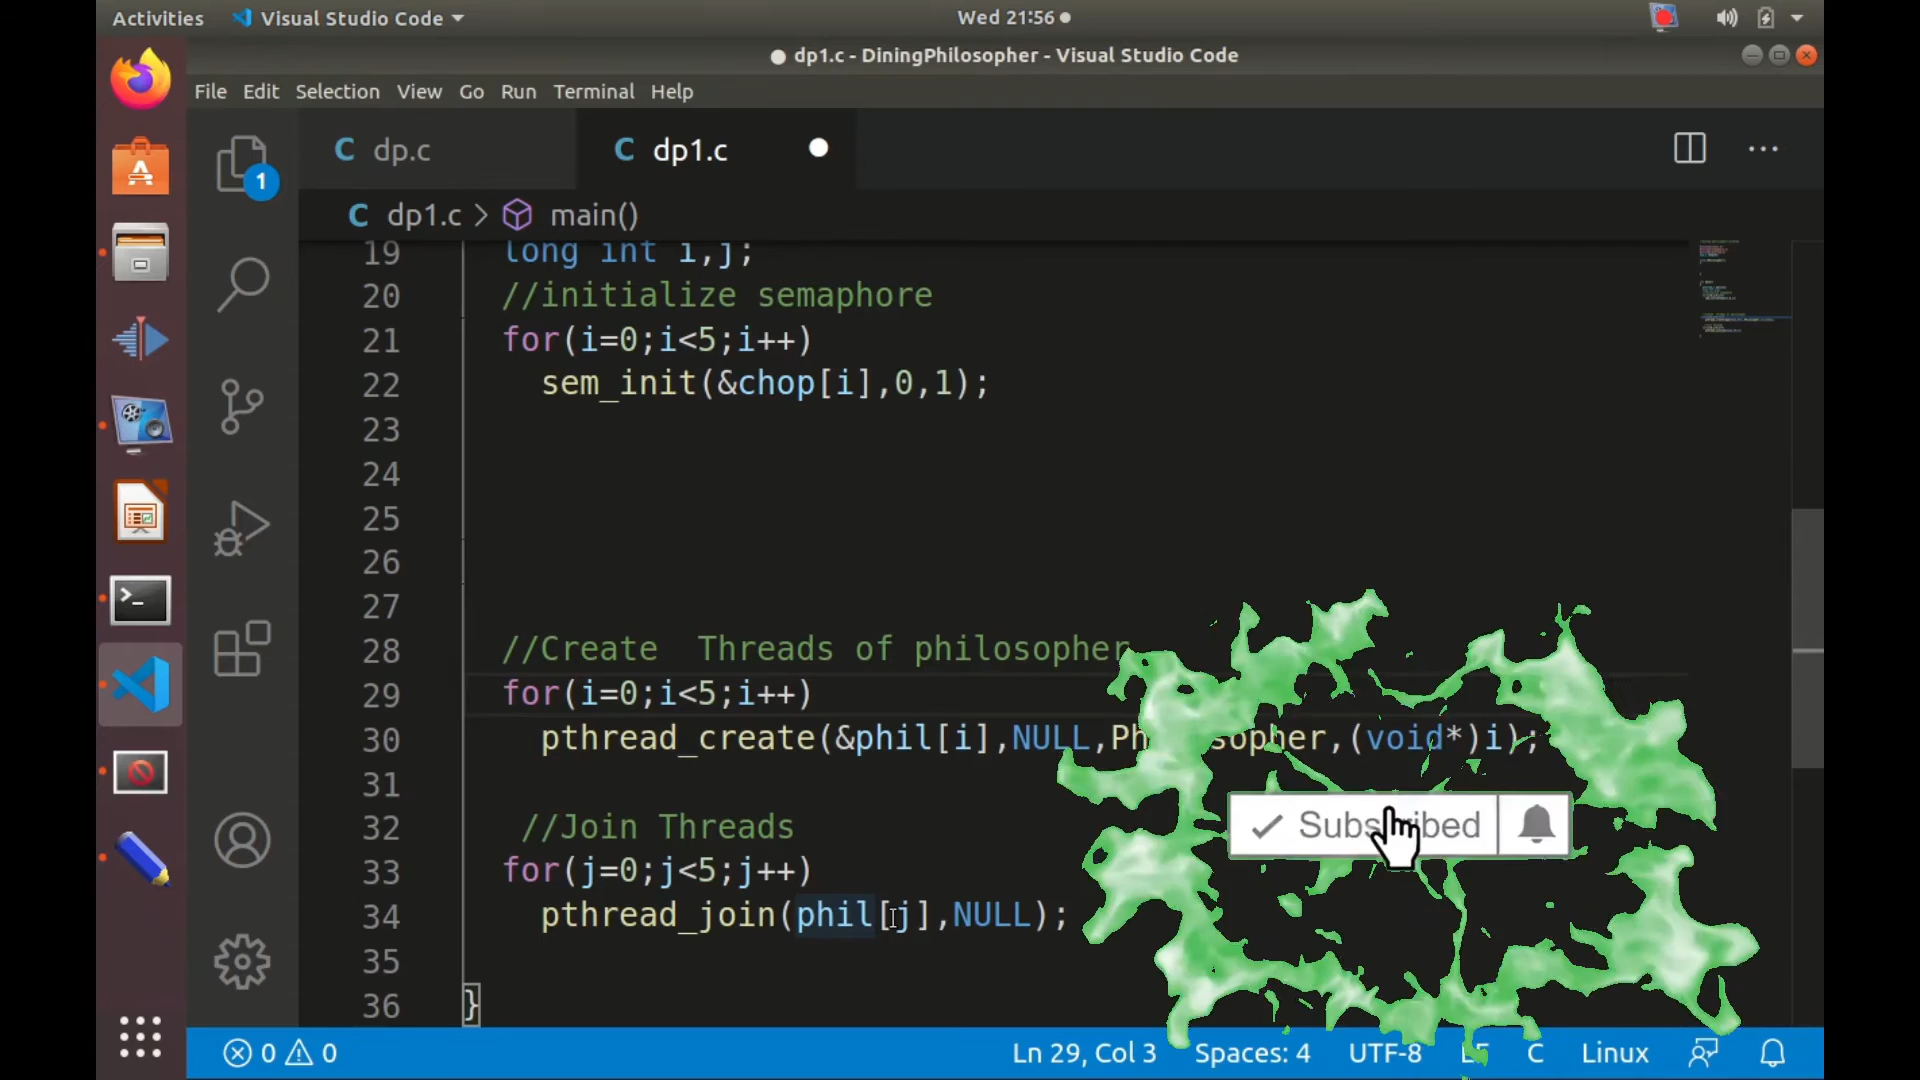 Activities Visual Studio Code Wed 21:56
dp1.c - DiningPhilosopher - Visual Studio Code
File Edit Selection View Go Run Terminal Help
C dp.c C dp1.c
1
C dp1.c > main()
19 long int i,j;
20 //initialize semaphore
21 for(i=0;i<5;i++)
22 sem_init(&chop[i],0,1);
23
24
25
26
27
28 //Create Threads of philosopher
29 for(i=0;i<5;i++)
30 pthread_create(&phil[i],NULL,Philosopher,(void*)i);
31
32 //Join Threads
Subscribed
33 for(j=0;j<5;j++)
34 pthread_join(phil[j],NULL);
35
36 }
0 0 Ln 29, Col 3 Spaces: 4 UTF-8 LF C Linux